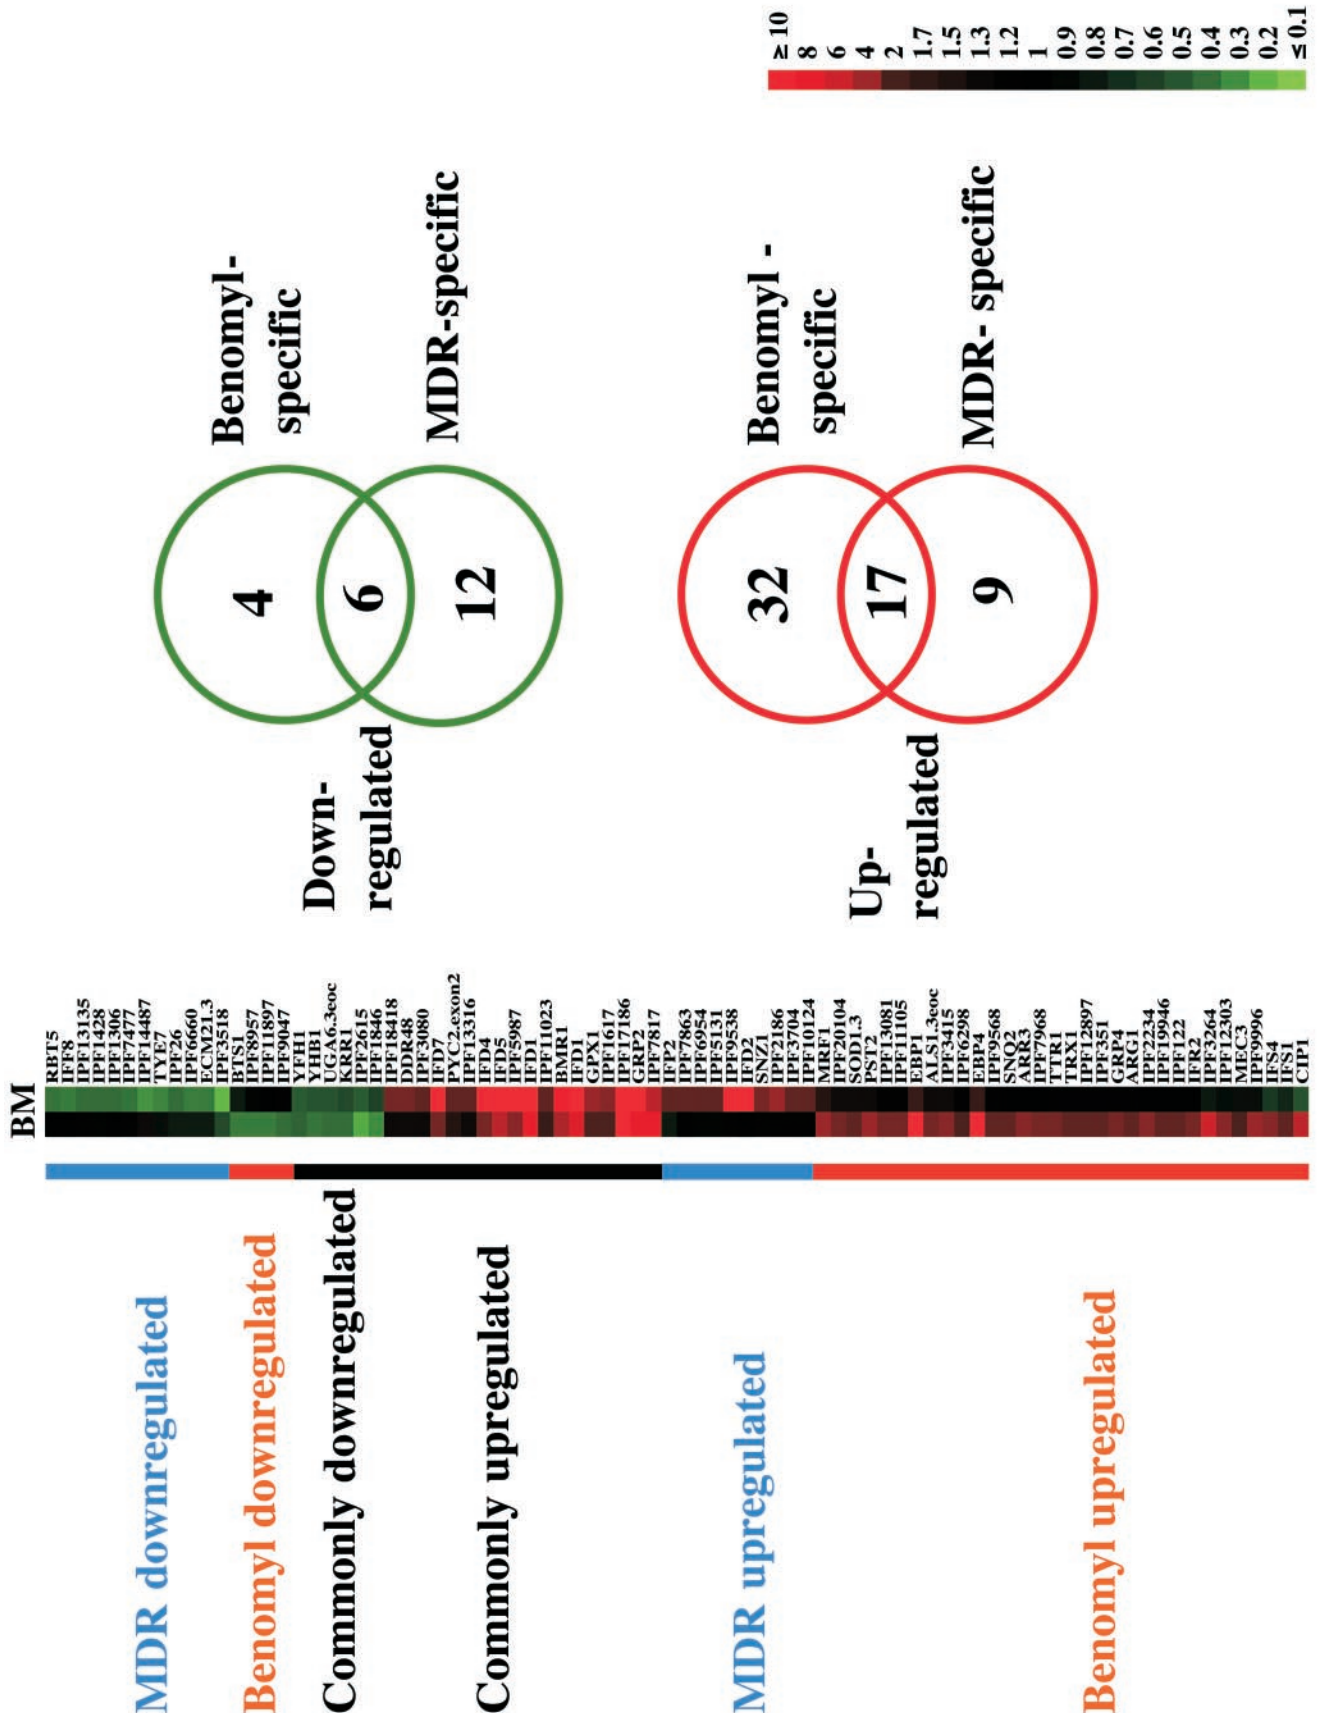 BM
RBT5
IFF8
IPF13135
IPF1428
IPF1306
IPF7477
IPF14487
TYE7
IPF26
IPF6660
ECM21.3
IPF3518
BTS1
IPF8957
IPF11897
IPF9047
YFH1
YHB1
UGA6.3eoc
KRR1
IPF2615
IPF1846
IPF18418
DDR48
IPF3080
IFD7
PYC2.exon2
IPF13316
IFD4
IFD5
IPF5987
IFD1
IPF11023
BMR1
IFD1
GPX1
IPF1617
IPF17186
GRP2
IPF7817
IFP2
IPF7863
IPF6954
IPF5131
IPF9538
IFD2
SNZ1
IPF2186
IPF3704
IPF10124
MRF1
IPF20104
SOD1.3
PST2
IPF13081
IPF1105
EBP1
ALS1.3eoc
IPF3415
IPF6298
EBP4
IPF9568
SNQ2
ARR3
IPF7968
TTR1
TRX1
IPF12897
IPF351
GRP4
ARG1
IPF2234
IPF19946
IPF122
IFR2
IPF3264
IPF12303
MEC3
IPF9996
IFS4
IFS1
CIP1
MDR downregulated
Benomyl downregulated
Commonly downregulated
Commonly upregulated
MDR upregulated
Benomyl upregulated
Down-
regulated
4
6
12
Benomyl-
specific
MDR-specific
Up-
regulated
32
17
9
Benomyl -
specific
MDR- specific
≥ 10
8
6
4
2
1.7
1.5
1.3
1.2
1
0.9
0.8
0.7
0.6
0.5
0.4
0.3
0.2
≤ 0.1